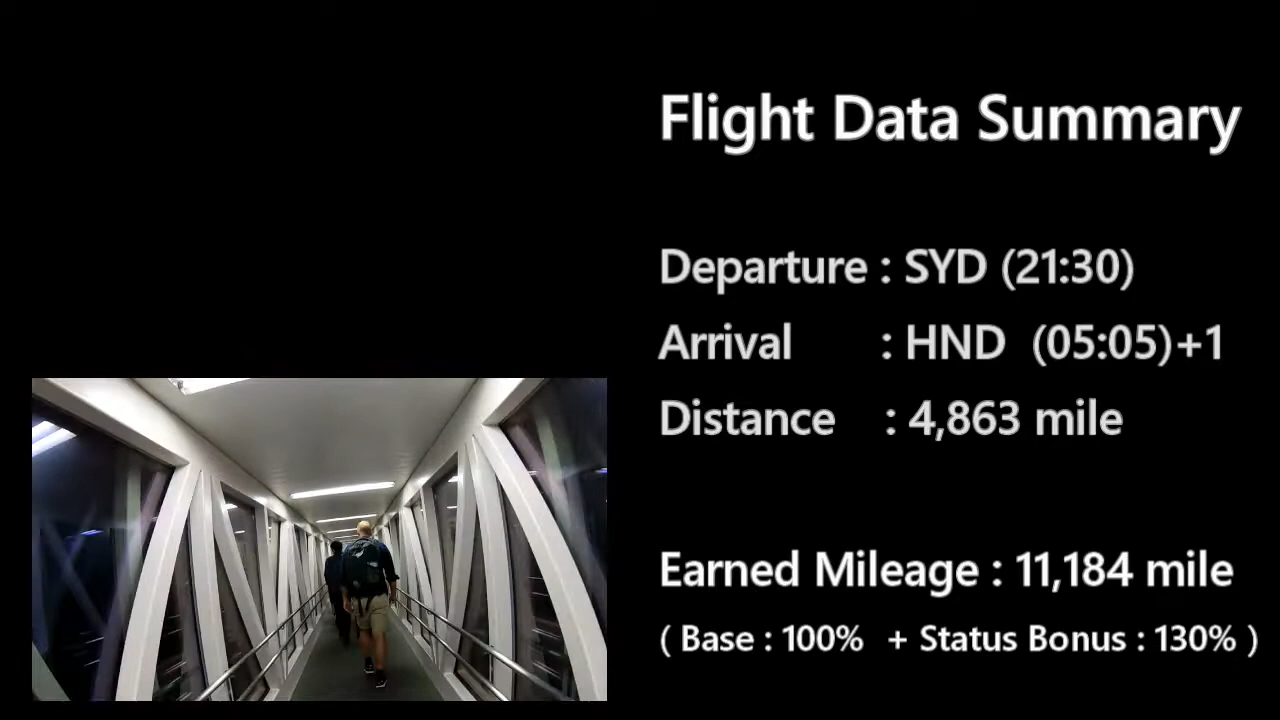 Flight Data Summary
Departure : SYD (21:30)
Arrival : HND (05:05)+1
Distance : 4,863 mile
Earned Mileage : 11,184 mile
( Base : 100% + Status Bonus : 130% )